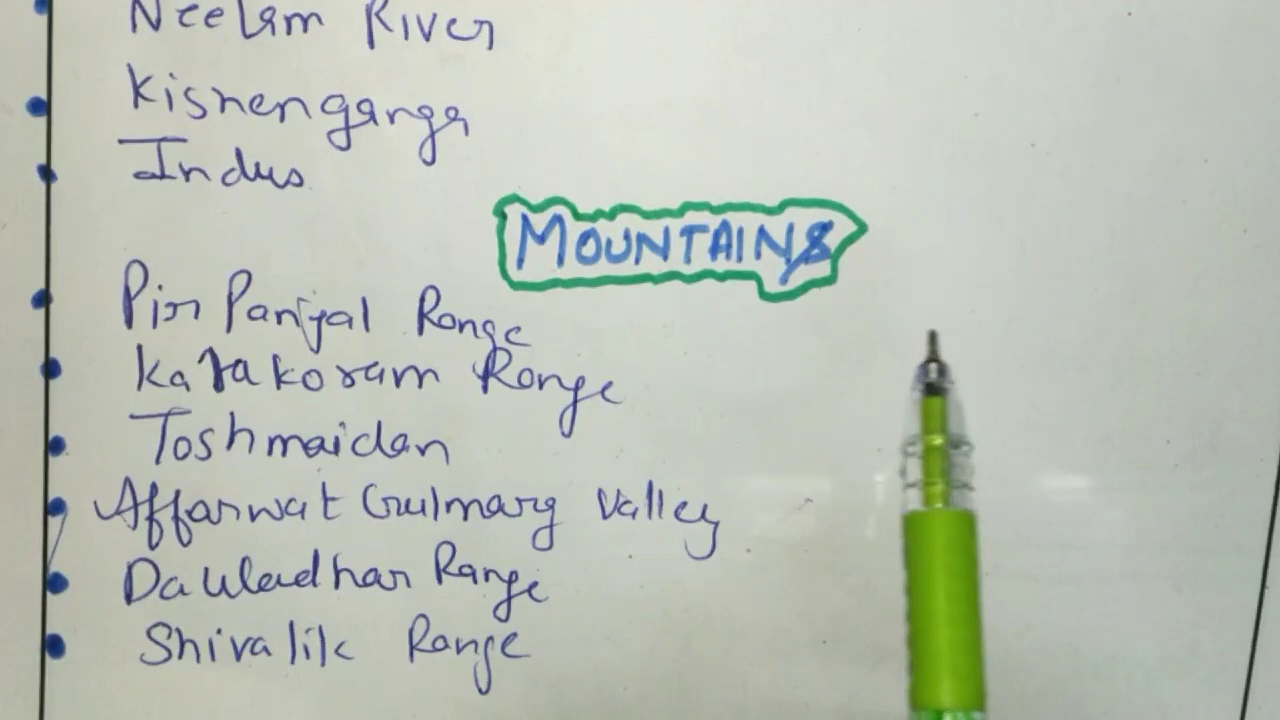 Neelam River
Kishenganga
Indus
MOUNTAINS
Pir Panjal Range
Karakoram Range
Toshmaidan
Affarwat Gulmarg Valley
Dauladhar Range
Shivalik Range